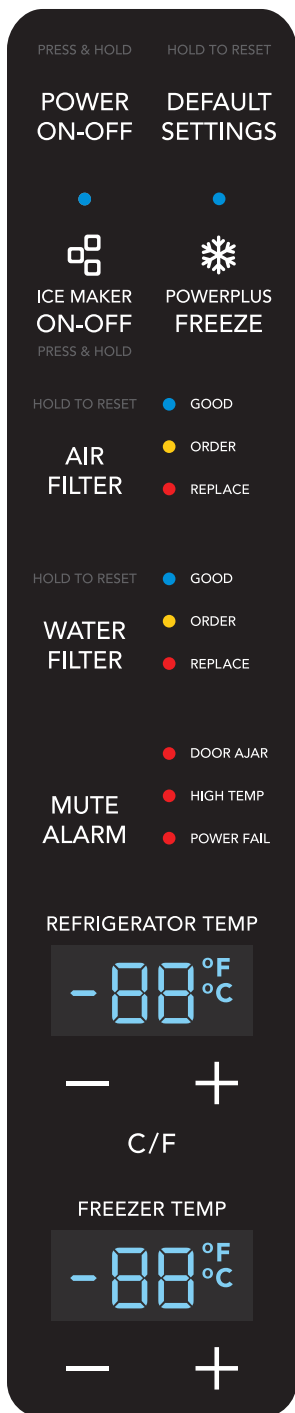 PRESS & HOLD
HOLD TO RESET
POWER
ON-OFF
DEFAULT
SETTINGS
ICE MAKER
ON-OFF
PRESS & HOLD
POWERPLUS
FREEZE
HOLD TO RESET
AIR
FILTER
GOOD
ORDER
REPLACE
HOLD TO RESET
WATER
FILTER
GOOD
ORDER
REPLACE
MUTE
ALARM
DOOR AJAR
HIGH TEMP
POWER FAIL
REFRIGERATOR TEMP
-88 °F
°C
− +
C/F
FREEZER TEMP
-88 °F
°C
− +